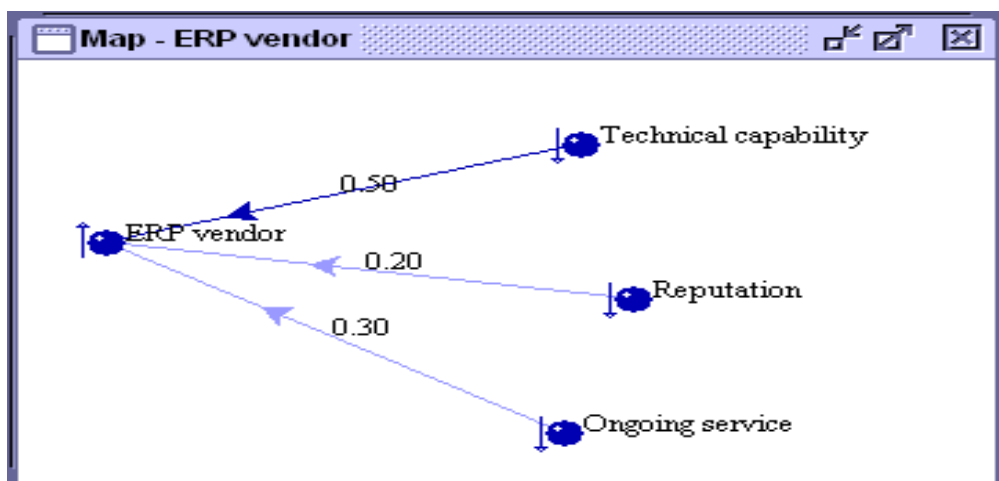 Map - ERP vendor
Technical capability
0.50
ERP vendor
0.20
Reputation
0.30
Ongoing service